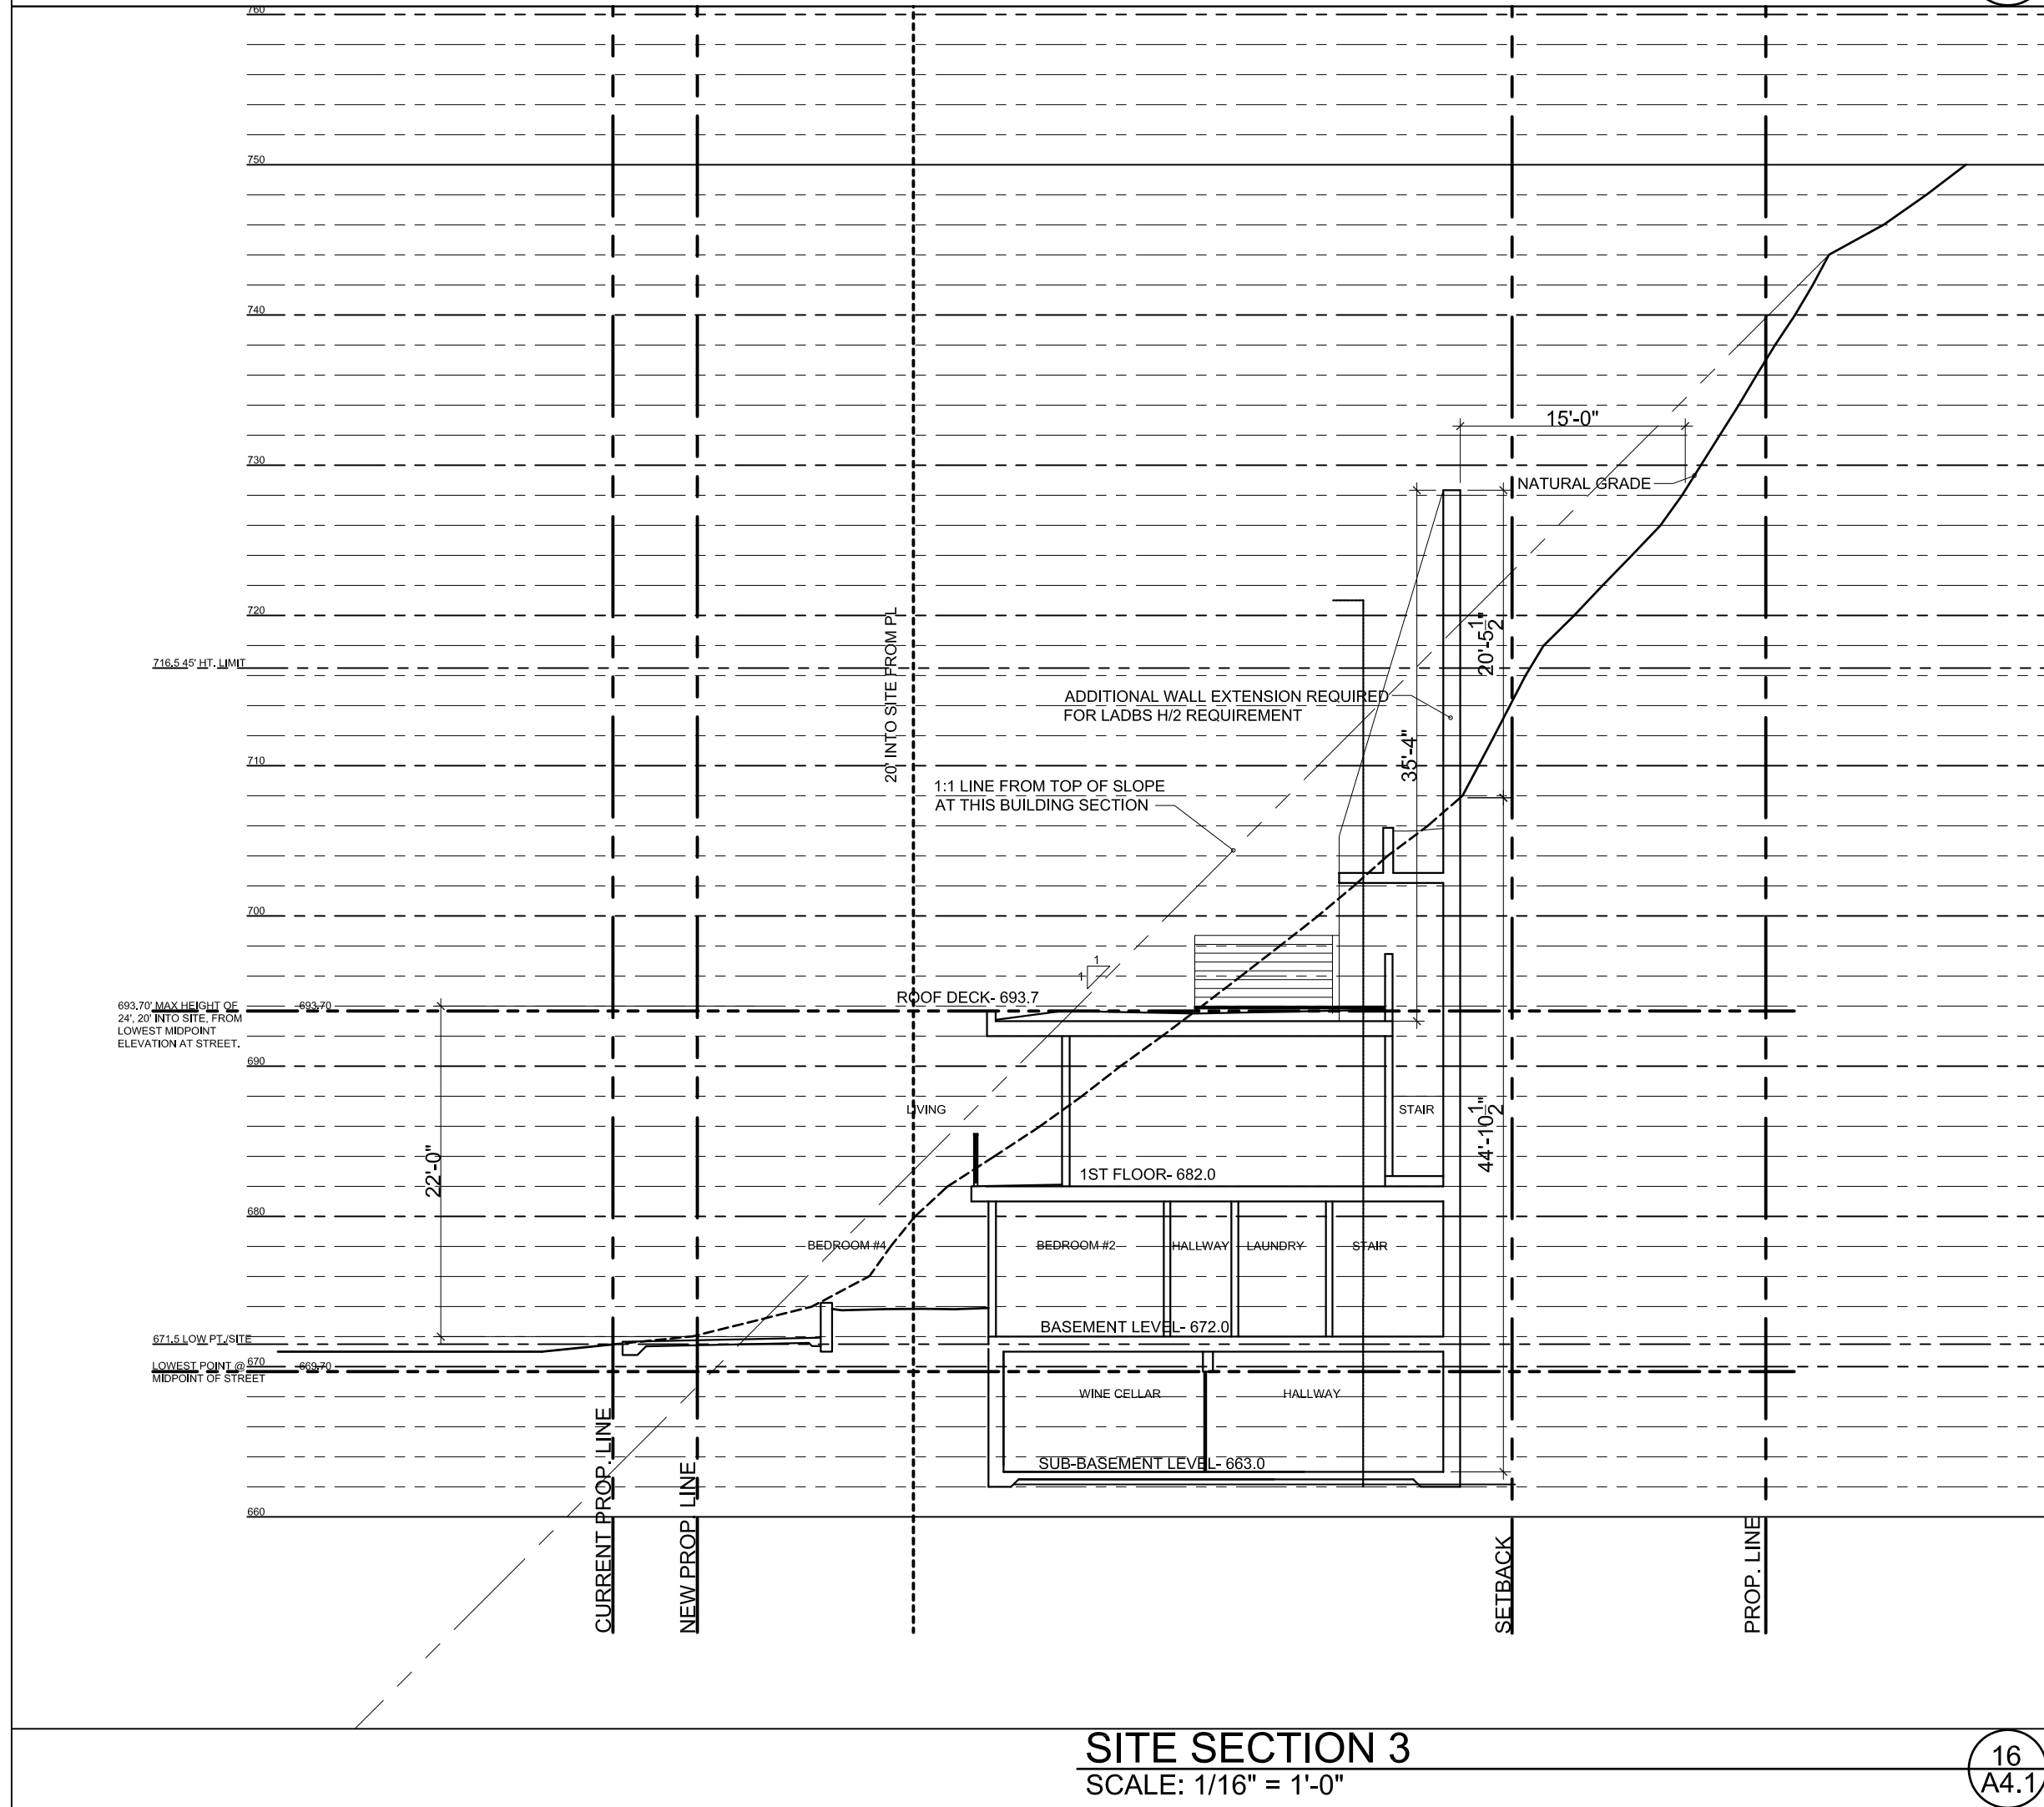 760
750
740
15'-0"
730
NATURAL GRADE
720
20'-5 1/2"
716.5 45' HT. LIMIT
20' INTO SITE FROM PL
ADDITIONAL WALL EXTENSION REQUIRED
FOR LADBS H/2 REQUIREMENT
35'-4"
710
1:1 LINE FROM TOP OF SLOPE
AT THIS BUILDING SECTION
700
1
1
ROOF DECK- 693.7
693.70' MAX HEIGHT OF
24', 20' INTO SITE, FROM
LOWEST MIDPOINT
ELEVATION AT STREET.
693.70
690
LIVING
STAIR
44'-10 1/2"
22'-0"
1ST FLOOR- 682.0
680
BEDROOM #4
BEDROOM #2
HALLWAY
LAUNDRY
STAIR
BASEMENT LEVEL- 672.0
671.5 LOW PT./SITE
LOWEST POINT @
MIDPOINT OF STREET
670
669.70
WINE CELLAR
HALLWAY
SUB-BASEMENT LEVEL- 663.0
660
CURRENT PROP. LINE
NEW PROP. LINE
SETBACK
PROP. LINE
SITE SECTION 3
SCALE: 1/16" = 1'-0"
16
A4.1